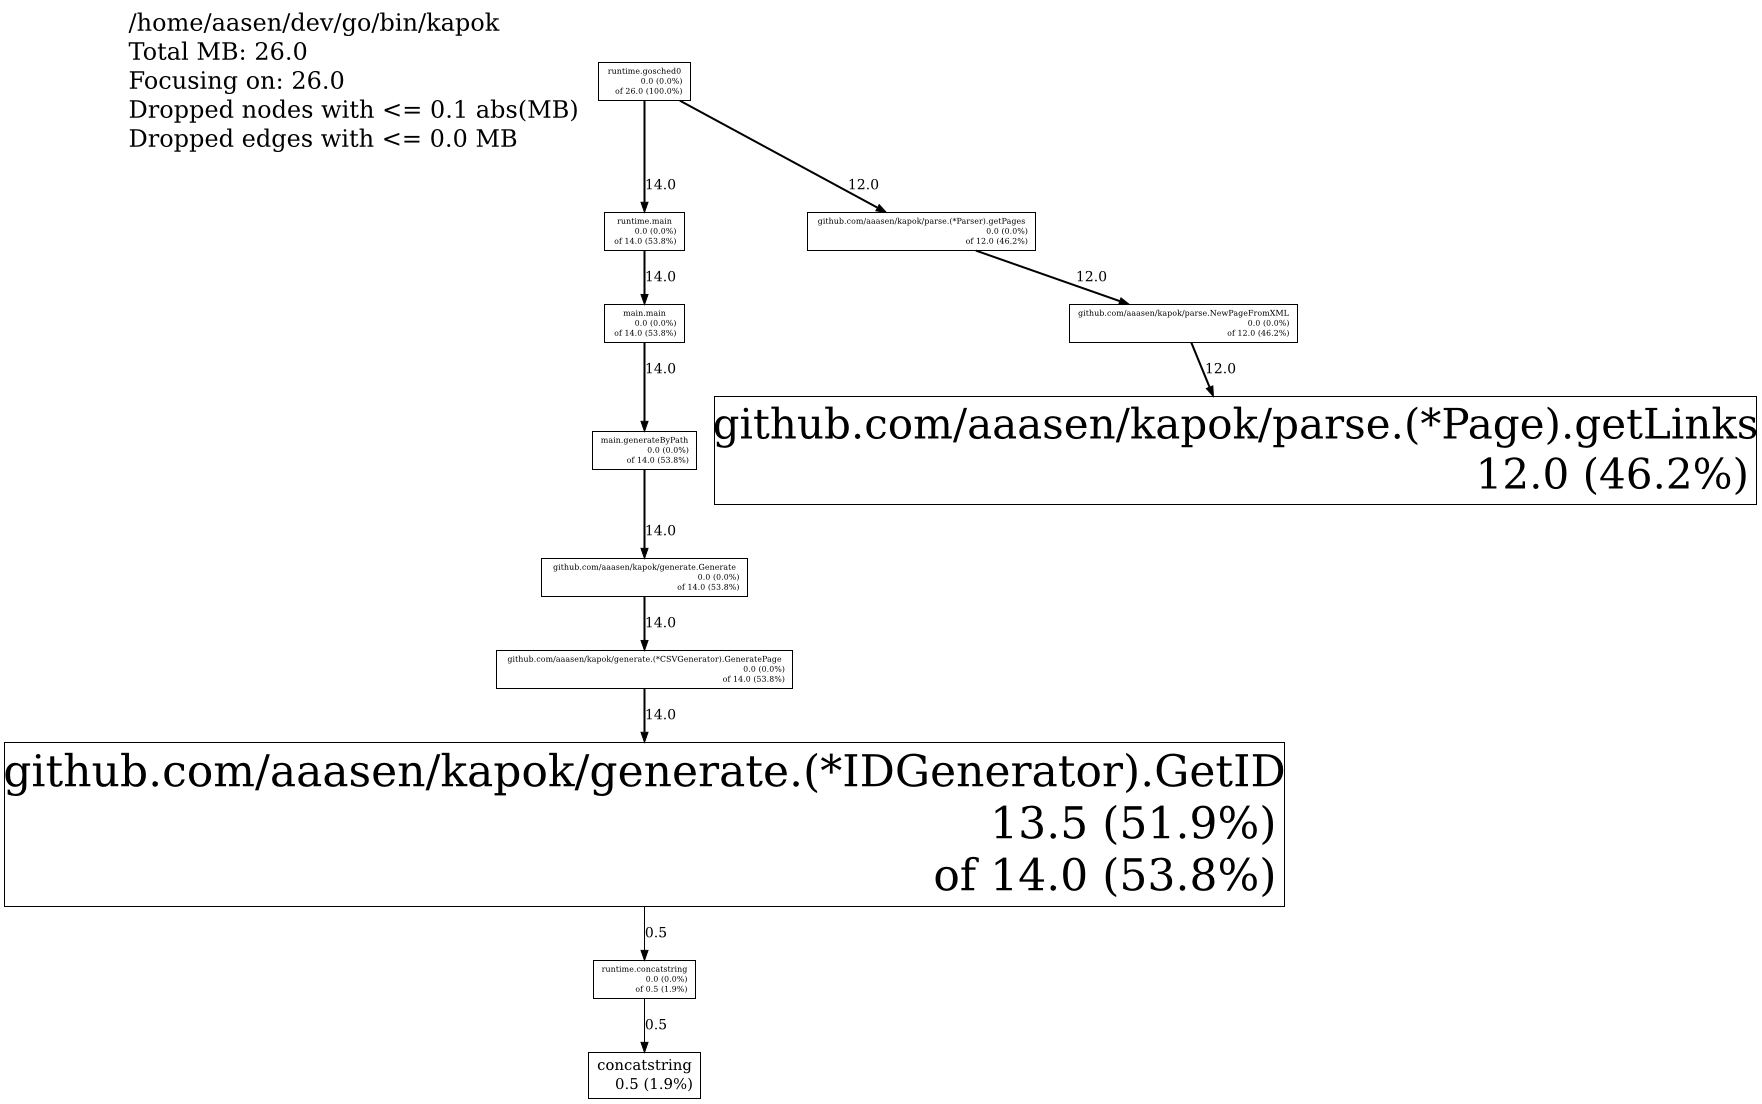 /home/aasen/dev/go/bin/kapok
Total MB: 26.0
Focusing on: 26.0
Dropped nodes with <= 0.1 abs(MB)
Dropped edges with <= 0.0 MB
runtime.gosched0
0.0 (0.0%)
of 26.0 (100.0%)
14.0
12.0
runtime.main
0.0 (0.0%)
of 14.0 (53.8%)
github.com/aaasen/kapok/parse.(*Parser).getPages
0.0 (0.0%)
of 12.0 (46.2%)
14.0
12.0
main.main
0.0 (0.0%)
of 14.0 (53.8%)
github.com/aaasen/kapok/parse.NewPageFromXML
0.0 (0.0%)
of 12.0 (46.2%)
14.0
12.0
github.com/aaasen/kapok/parse.(*Page).getLinks
12.0 (46.2%)
main.generateByPath
0.0 (0.0%)
of 14.0 (53.8%)
14.0
github.com/aaasen/kapok/generate.Generate
0.0 (0.0%)
of 14.0 (53.8%)
14.0
github.com/aaasen/kapok/generate.(*CSVGenerator).GeneratePage
0.0 (0.0%)
of 14.0 (53.8%)
14.0
github.com/aaasen/kapok/generate.(*IDGenerator).GetID
13.5 (51.9%)
of 14.0 (53.8%)
0.5
runtime.concatstring
0.0 (0.0%)
of 0.5 (1.9%)
0.5
concatstring
0.5 (1.9%)